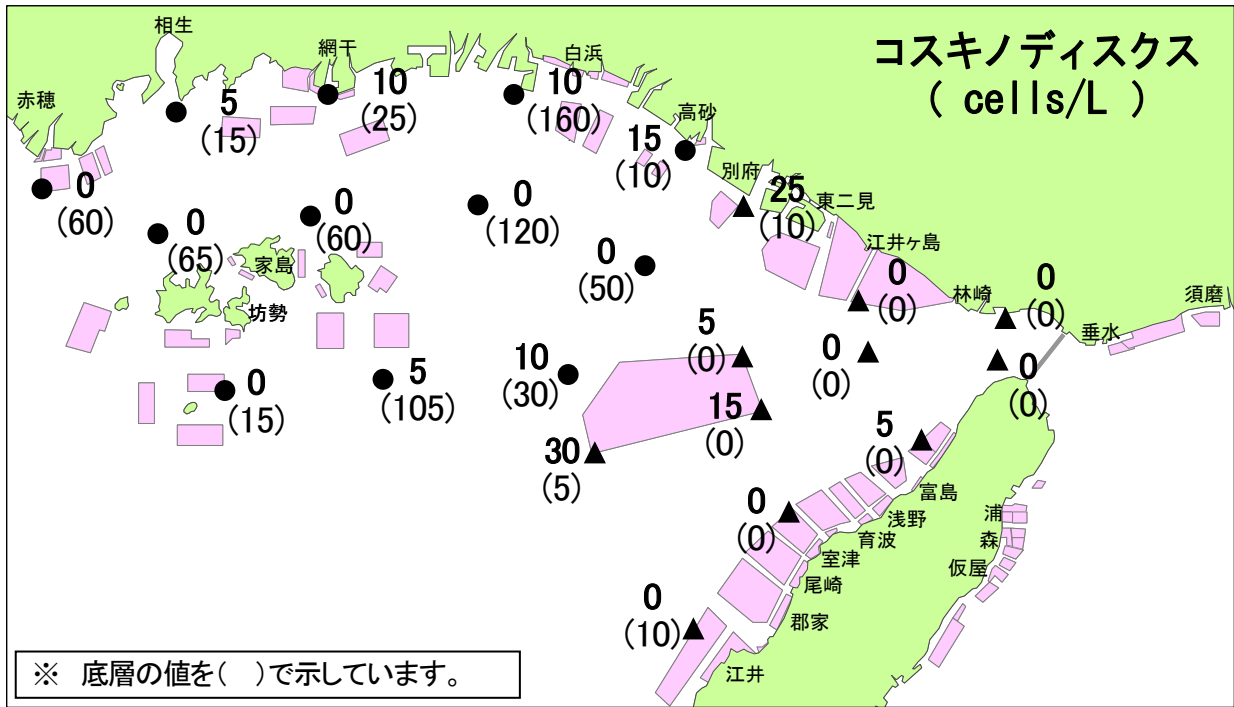 コスキノディスクス
( cells/L )
相生
網干
白浜
赤穂
高砂
別府
東二見
江井ヶ島
林崎
垂水
須磨
家島
坊勢
富島
浅野
育波
室津
尾崎
郡家
江井
浦
森
仮屋
5
(15)
10
(25)
10
(160)
15
(10)
25
(10)
0
(60)
0
(65)
0
(60)
0
(120)
0
(50)
0
(0)
0
(0)
0
(0)
0
(0)
5
(0)
0
(15)
5
(105)
10
(30)
15
(0)
30
(5)
5
(0)
0
(0)
0
(10)
※ 底層の値を( )で示しています。